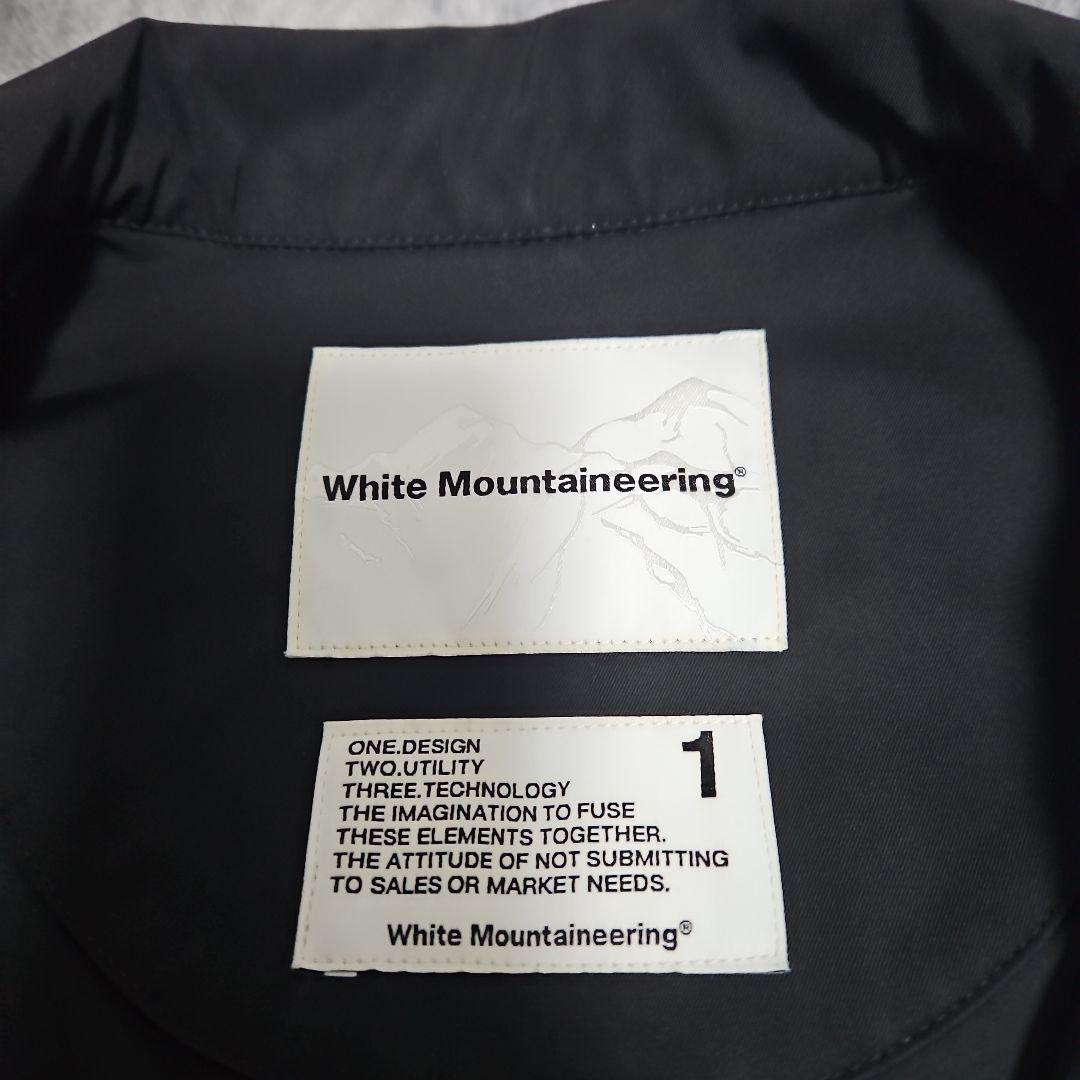 White Mountaineering®
ONE.DESIGN
TWO.UTILITY
THREE.TECHNOLOGY
THE IMAGINATION TO FUSE
THESE ELEMENTS TOGETHER.
THE ATTITUDE OF NOT SUBMITTING
TO SALES OR MARKET NEEDS.
1
White Mountaineering®